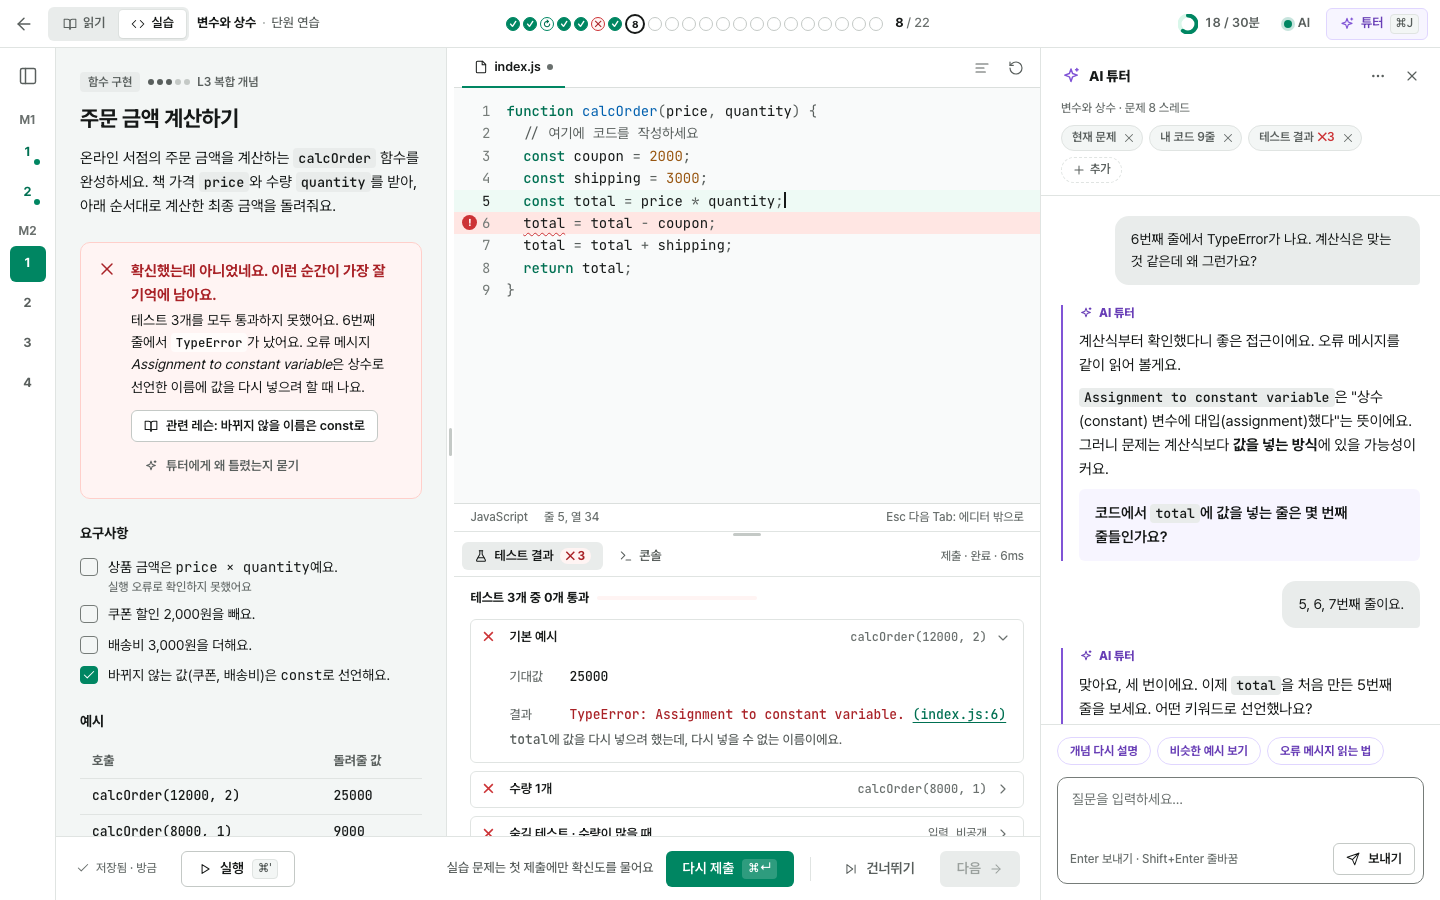 읽기
실습
변수와 상수 · 단원 연습
8
8 / 22
18 / 30분
AI
튜터 ⌘J
M1
1
2
M2
1
2
3
4
함수 구현
L3 복합 개념
주문 금액 계산하기
온라인 서점의 주문 금액을 계산하는 calcOrder 함수를
완성하세요. 책 가격 price 와 수량 quantity 를 받아,
아래 순서대로 계산한 최종 금액을 돌려줘요.
확신했는데 아니었네요. 이런 순간이 가장 잘
기억에 남아요.
테스트 3개를 모두 통과하지 못했어요. 6번째
줄에서 TypeError 가 났어요. 오류 메시지
Assignment to constant variable은 상수로
선언한 이름에 값을 다시 넣으려 할 때 나요.
관련 레슨: 바뀌지 않을 이름은 const로
튜터에게 왜 틀렸는지 묻기
요구사항
상품 금액은 price × quantity예요.
실행 오류로 확인하지 못했어요
쿠폰 할인 2,000원을 빼요.
배송비 3,000원을 더해요.
바뀌지 않는 값(쿠폰, 배송비)은 const로 선언해요.
예시
호출 돌려줄 값
calcOrder(12000, 2) 25000
calcOrder(8000, 1) 9000
index.js
1 function calcOrder(price, quantity) {
2 // 여기에 코드를 작성하세요
3 const coupon = 2000;
4 const shipping = 3000;
5 const total = price * quantity;
6 total = total - coupon;
7 total = total + shipping;
8 return total;
9 }
JavaScript 줄 5, 열 34
Esc 다음 Tab: 에디터 밖으로
테스트 결과 ×3
콘솔
제출 · 완료 · 6ms
테스트 3개 중 0개 통과
기본 예시 calcOrder(12000, 2)
기대값 25000
결과 TypeError: Assignment to constant variable. (index.js:6)
total에 값을 다시 넣으려 했는데, 다시 넣을 수 없는 이름이에요.
수량 1개 calcOrder(8000, 1)
숨김 테스트 · 수량이 많을 때 입력 비공개
저장됨 · 방금
실행 ⌘'
실습 문제는 첫 제출에만 확신도를 물어요
다시 제출 ⌘↵
건너뛰기
다음
AI 튜터
변수와 상수 · 문제 8 스레드
현재 문제
내 코드 9줄
테스트 결과 ×3
추가
6번째 줄에서 TypeError가 나요. 계산식은 맞는
것 같은데 왜 그런가요?
AI 튜터
계산식부터 확인했다니 좋은 접근이에요. 오류 메시지를
같이 읽어 볼게요.
Assignment to constant variable 은 "상수
(constant) 변수에 대입(assignment)했다"는 뜻이에요.
그러니 문제는 계산식보다 값을 넣는 방식에 있을 가능성이
커요.
코드에서 total 에 값을 넣는 줄은 몇 번째
줄들인가요?
5, 6, 7번째 줄이요.
AI 튜터
맞아요, 세 번이에요. 이제 total 을 처음 만든 5번째
줄을 보세요. 어떤 키워드로 선언했나요?
개념 다시 설명
비슷한 예시 보기
오류 메시지 읽는 법
질문을 입력하세요...
Enter 보내기 · Shift+Enter 줄바꿈
보내기